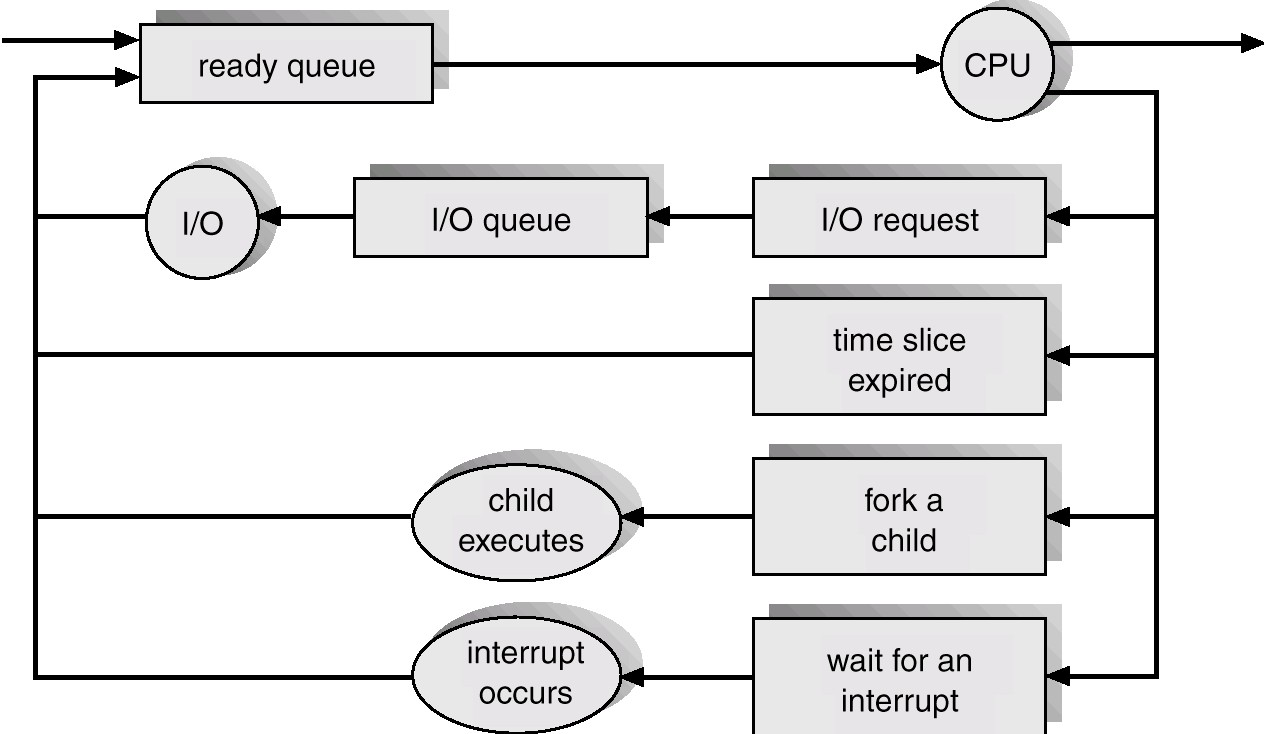 ready queue
CPU
I/O
I/O queue
I/O request
time slice
expired
child
executes
fork a
child
interrupt
occurs
wait for an
interrupt